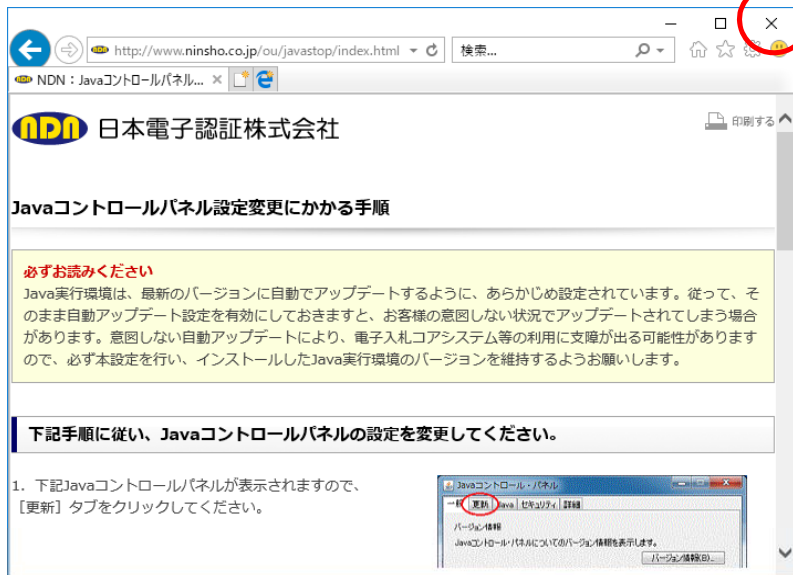 http://www.ninsho.co.jp/ou/javastop/index.html
検索...
NDN：Javaコントロールパネル...
NDN 日本電子認証株式会社
印刷する
Javaコントロールパネル設定変更にかかる手順
必ずお読みください
Java実行環境は、最新のバージョンに自動でアップデートするように、あらかじめ設定されています。従って、そ
のまま自動アップデート設定を有効にしておきますと、お客様の意図しない状況でアップデートされてしまう場合
があります。意図しない自動アップデートにより、電子入札コアシステム等の利用に支障が出る可能性があります
ので、必ず本設定を行い、インストールしたJava実行環境のバージョンを維持するようお願いします。
下記手順に従い、Javaコントロールパネルの設定を変更してください。
1．下記Javaコントロールパネルが表示されますので、
［更新］タブをクリックしてください。
Javaコントロール・パネル
更新 Java セキュリティ 詳細
バージョン情報
Javaコントロール・パネルについてのバージョン情報を表示します。
バージョン情報(B)...